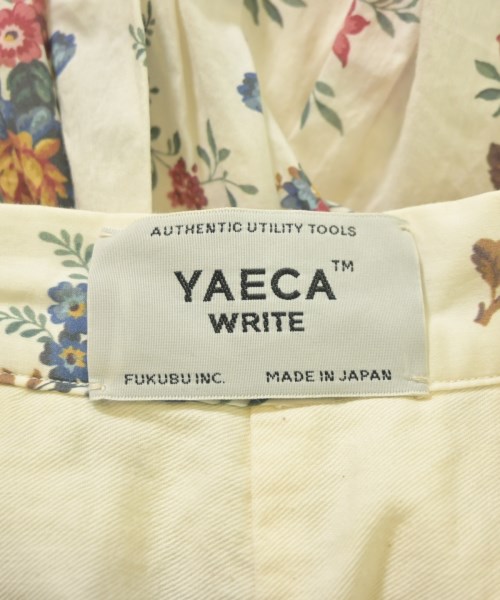 AUTHENTIC UTILITY TOOLS
YAECA™
WRITE
FUKUBU INC. MADE IN JAPAN